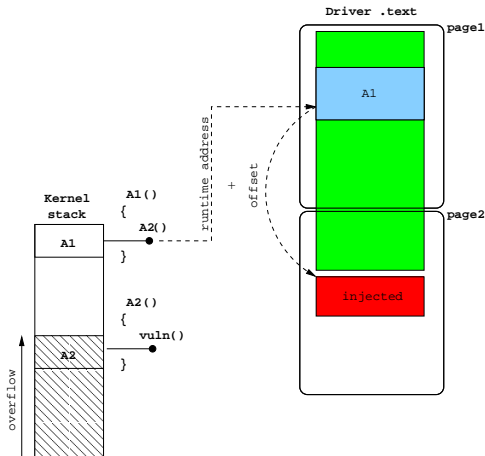 Driver .text
page1
A1
runtime address
+
offset
page2
injected
Kernel
stack
A1
A1()
{
A2()
}
A2()
{
vuln()
}
A2
overflow